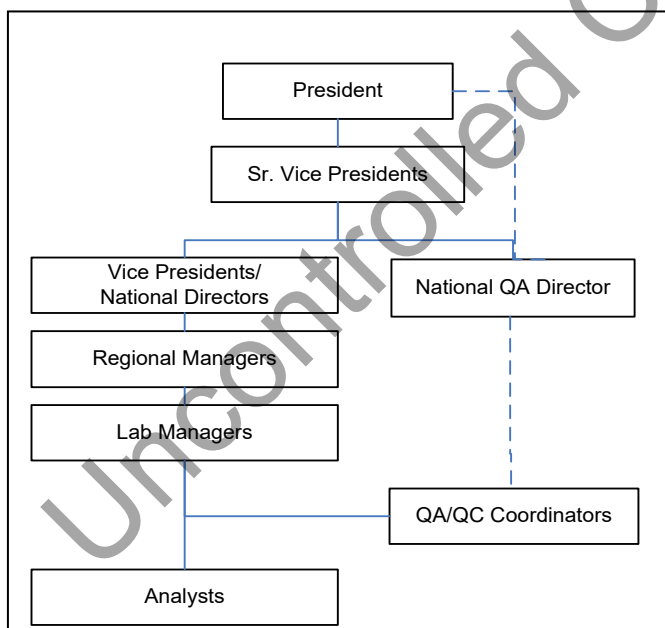 President
Sr. Vice Presidents
Vice Presidents/
National Directors
National QA Director
Regional Managers
Lab Managers
QA/QC Coordinators
Analysts
Uncontrolled